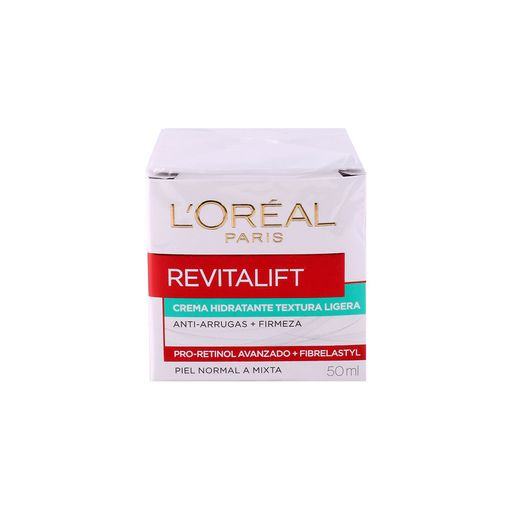 L'ORÉAL
PARIS
REVITALIFT
CREMA HIDRATANTE TEXTURA LIGERA
ANTI-ARRUGAS + FIRMEZA
PRO-RETINOL AVANZADO + FIBRELASTYL
PIEL NORMAL A MIXTA 50ml